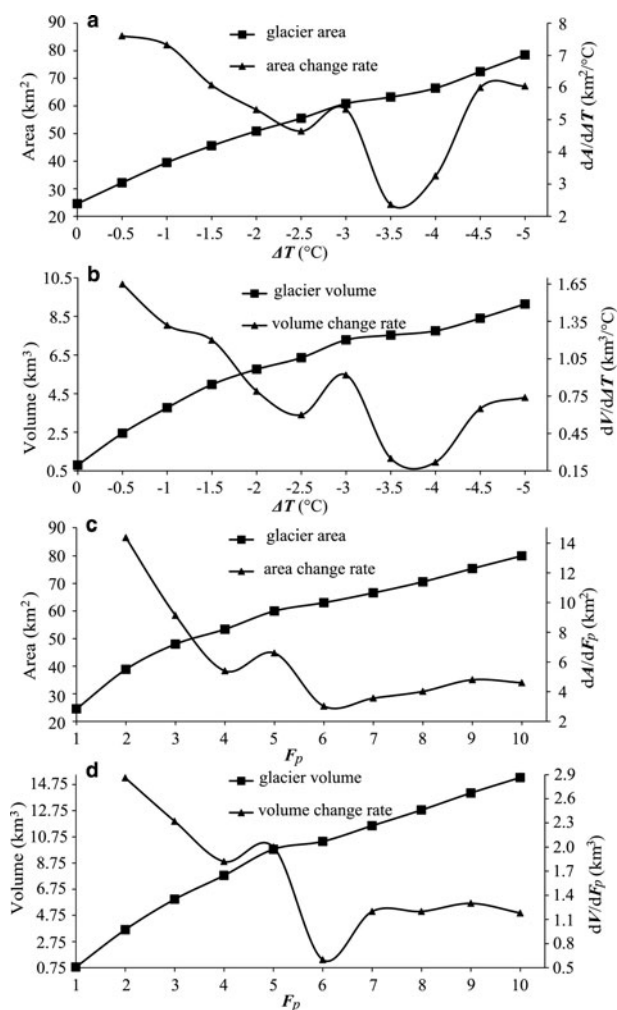 a
glacier area
area change rate
Area (km²)
90
80
70
60
50
40
30
20
8
7
6
5
4
3
2
dA/dΔT (km²/°C)
0 -0.5 -1 -1.5 -2 -2.5 -3 -3.5 -4 -4.5 -5
ΔT (°C)
b
glacier volume
volume change rate
Volume (km³)
10.5
8.5
6.5
4.5
2.5
0.5
1.65
1.35
1.05
0.75
0.45
0.15
dV/dΔT (km³/°C)
0 -0.5 -1 -1.5 -2 -2.5 -3 -3.5 -4 -4.5 -5
ΔT (°C)
c
glacier area
area change rate
Area (km²)
90
80
70
60
50
40
30
20
14
12
10
8
6
4
2
dA/dFp (km²)
1 2 3 4 5 6 7 8 9 10
Fp
d
glacier volume
volume change rate
Volume (km³)
14.75
12.75
10.75
8.75
6.75
4.75
2.75
0.75
2.9
2.6
2.3
2.0
1.7
1.4
1.1
0.8
0.5
dV/dFp (km³)
1 2 3 4 5 6 7 8 9 10
Fp